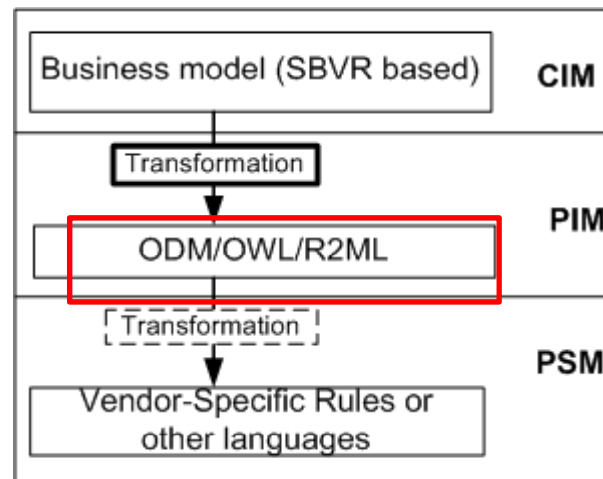 Business model (SBVR based)
CIM
Transformation
PIM
ODM/OWL/R2ML
Transformation
PSM
Vendor-Specific Rules or
other languages